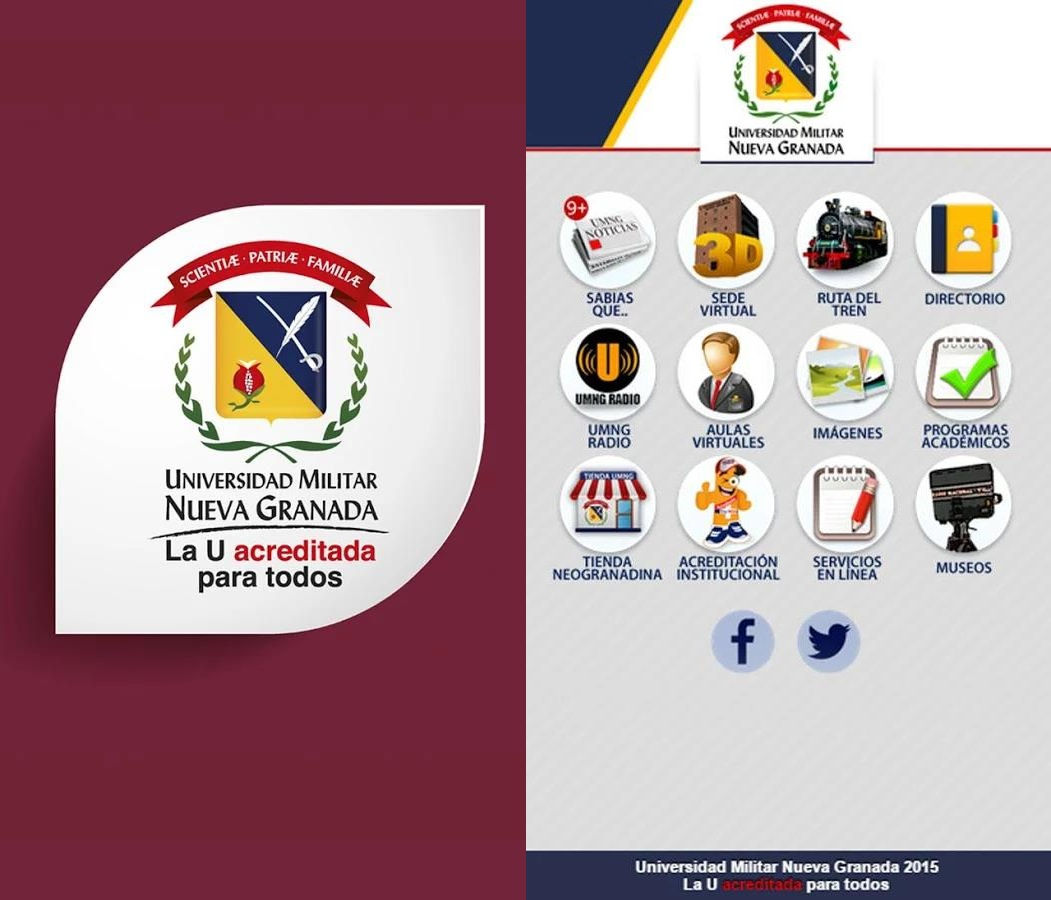 SCIENTIÆ · PATRIÆ · FAMILIÆ
UNIVERSIDAD MILITAR
NUEVA GRANADA
La U acreditada
para todos
SCIENTIÆ · PATRIÆ · FAMILIÆ
UNIVERSIDAD MILITAR
NUEVA GRANADA
9+
UMNG
NOTICIAS
3D
SABIAS
QUE..
SEDE
VIRTUAL
RUTA DEL
TREN
DIRECTORIO
U
UMNG RADIO
UMNG
RADIO
AULAS
VIRTUALES
IMÁGENES
PROGRAMAS
ACADÉMICOS
TIENDA UMNG
TIENDA
NEOGRANADINA
ACREDITACIÓN
INSTITUCIONAL
SERVICIOS
EN LÍNEA
MUSEOS
f
Universidad Militar Nueva Granada 2015
La U acreditada para todos